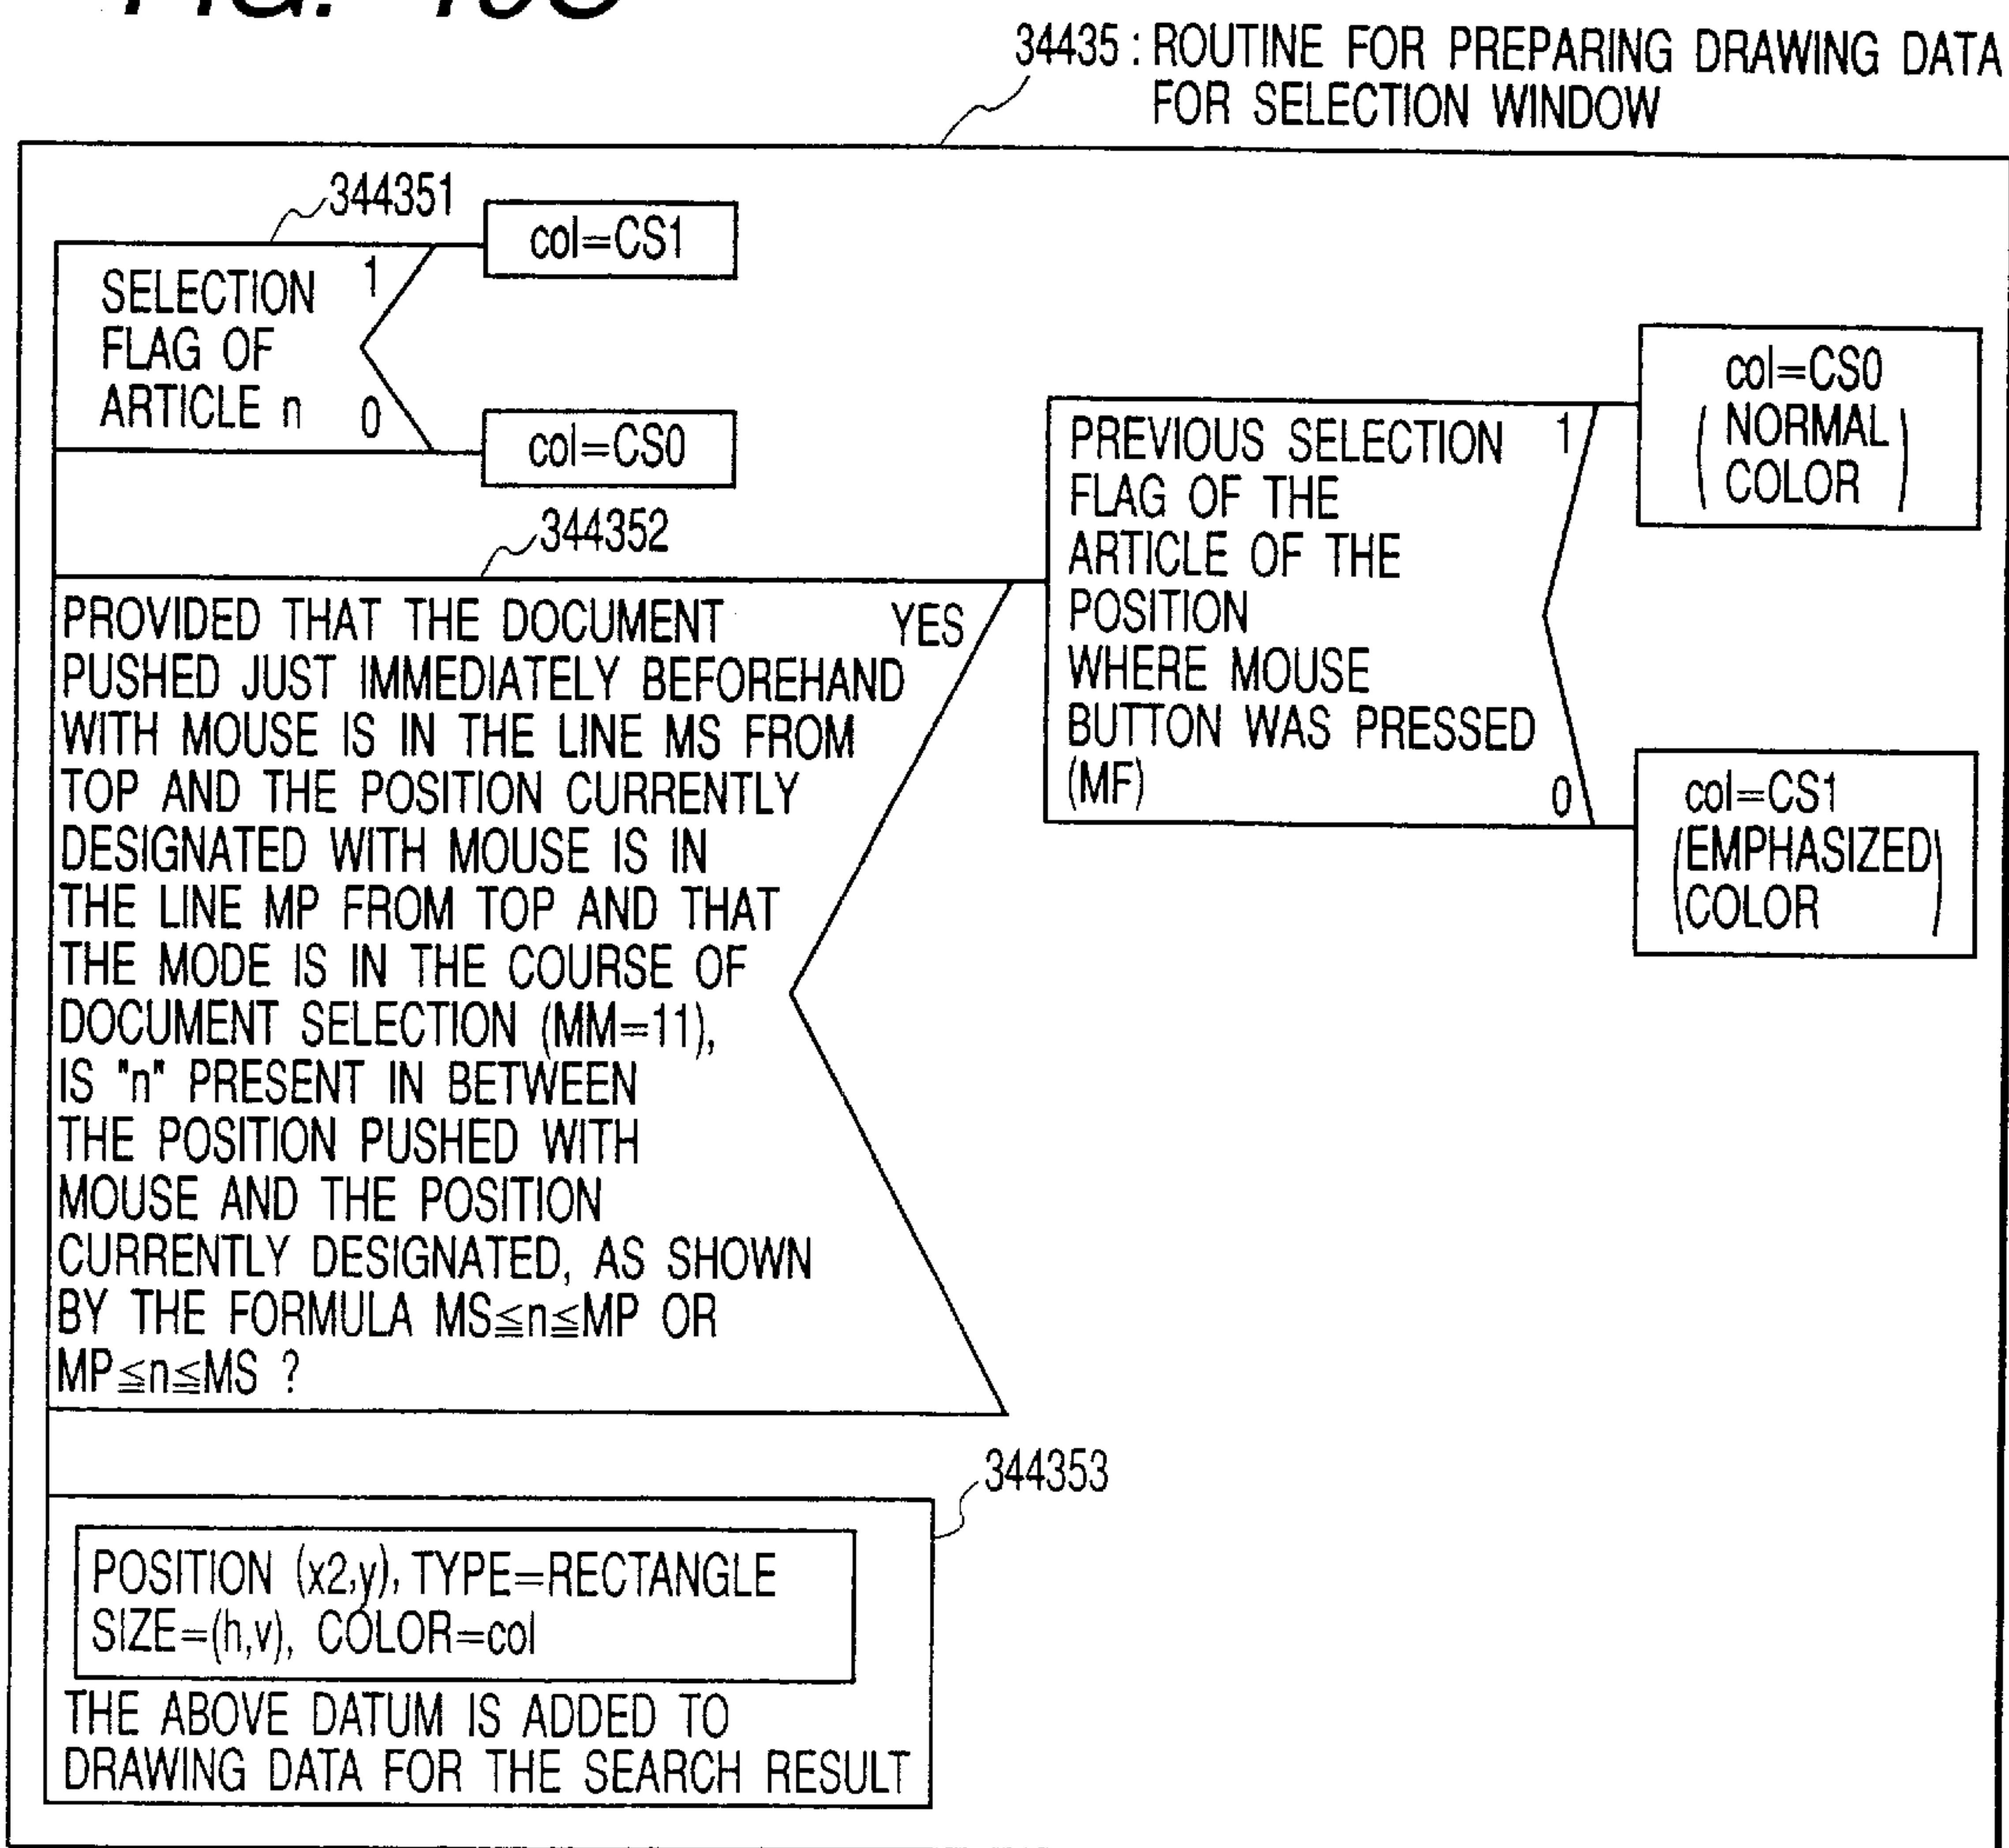 34435 : ROUTINE FOR PREPARING DRAWING DATA
FOR SELECTION WINDOW
344351
col=CS1
SELECTION
FLAG OF
ARTICLE n
1
0
col=CS0
344352
PROVIDED THAT THE DOCUMENT
PUSHED JUST IMMEDIATELY BEFOREHAND
WITH MOUSE IS IN THE LINE MS FROM
TOP AND THE POSITION CURRENTLY
DESIGNATED WITH MOUSE IS IN
THE LINE MP FROM TOP AND THAT
THE MODE IS IN THE COURSE OF
DOCUMENT SELECTION (MM=11),
IS "n" PRESENT IN BETWEEN
THE POSITION PUSHED WITH
MOUSE AND THE POSITION
CURRENTLY DESIGNATED, AS SHOWN
BY THE FORMULA MS≦n≦MP OR
MP≦n≦MS ?
YES
PREVIOUS SELECTION
FLAG OF THE
ARTICLE OF THE
POSITION
WHERE MOUSE
BUTTON WAS PRESSED
(MF)
1
0
col=CS0
( NORMAL
COLOR )
col=CS1
(EMPHASIZED
COLOR )
344353
POSITION (x2,y), TYPE=RECTANGLE
SIZE=(h,v), COLOR=col
THE ABOVE DATUM IS ADDED TO
DRAWING DATA FOR THE SEARCH RESULT